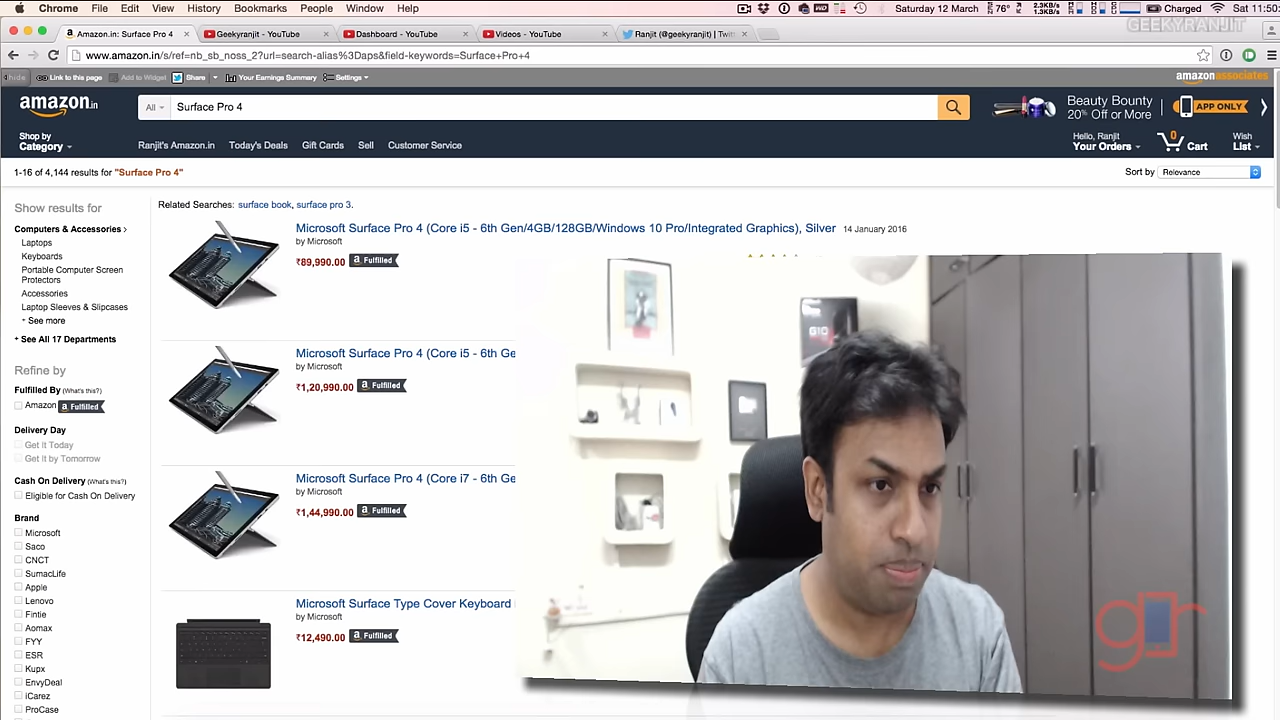 Chrome File Edit View History Bookmarks People Window Help
76° 2.3KB/s 1.3KB/s Charged Saturday 12 March Sat 11:50
GEEKYRANJIT
Amazon.in: Surface Pro 4 Geekyranjit - YouTube Dashboard - YouTube Videos - YouTube Ranjit (@geekyranjit) | Twitt
www.amazon.in/s/ref=nb_sb_noss_2?url=search-alias%3Daps&field-keywords=Surface+Pro+4
hide Link to this page Add to Widget Share Your Earnings Summary Settings amazonassociates
amazon.in All Surface Pro 4 Beauty Bounty 20% Off or More APP ONLY
Shop by Category Ranjit's Amazon.in Today's Deals Gift Cards Sell Customer Service Hello, Ranjit Your Orders 0 Cart Wish List
1-16 of 4,144 results for "Surface Pro 4" Sort by Relevance
Show results for
Computers & Accessories
Laptops
Keyboards
Portable Computer Screen
Protectors
Accessories
Laptop Sleeves & Slipcases
+ See more
+ See All 17 Departments
Refine by
Fulfilled By (What's this?)
Amazon a Fulfilled
Delivery Day
Get It Today
Get It by Tomorrow
Cash On Delivery (What's this?)
Eligible for Cash On Delivery
Brand
Microsoft
Saco
CNCT
SumacLife
Apple
Lenovo
Fintie
Aomax
FYY
ESR
Kupx
EnvyDeal
iCarez
ProCase
Related Searches: surface book, surface pro 3.
Microsoft Surface Pro 4 (Core i5 - 6th Gen/4GB/128GB/Windows 10 Pro/Integrated Graphics), Silver 14 January 2016
by Microsoft
₹89,990.00 a Fulfilled
Microsoft Surface Pro 4 (Core i5 - 6th Ge
by Microsoft
₹1,20,990.00 a Fulfilled
Microsoft Surface Pro 4 (Core i7 - 6th Ge
by Microsoft
₹1,44,990.00 a Fulfilled
Microsoft Surface Type Cover Keyboard
by Microsoft
₹12,490.00 a Fulfilled
G10
gr